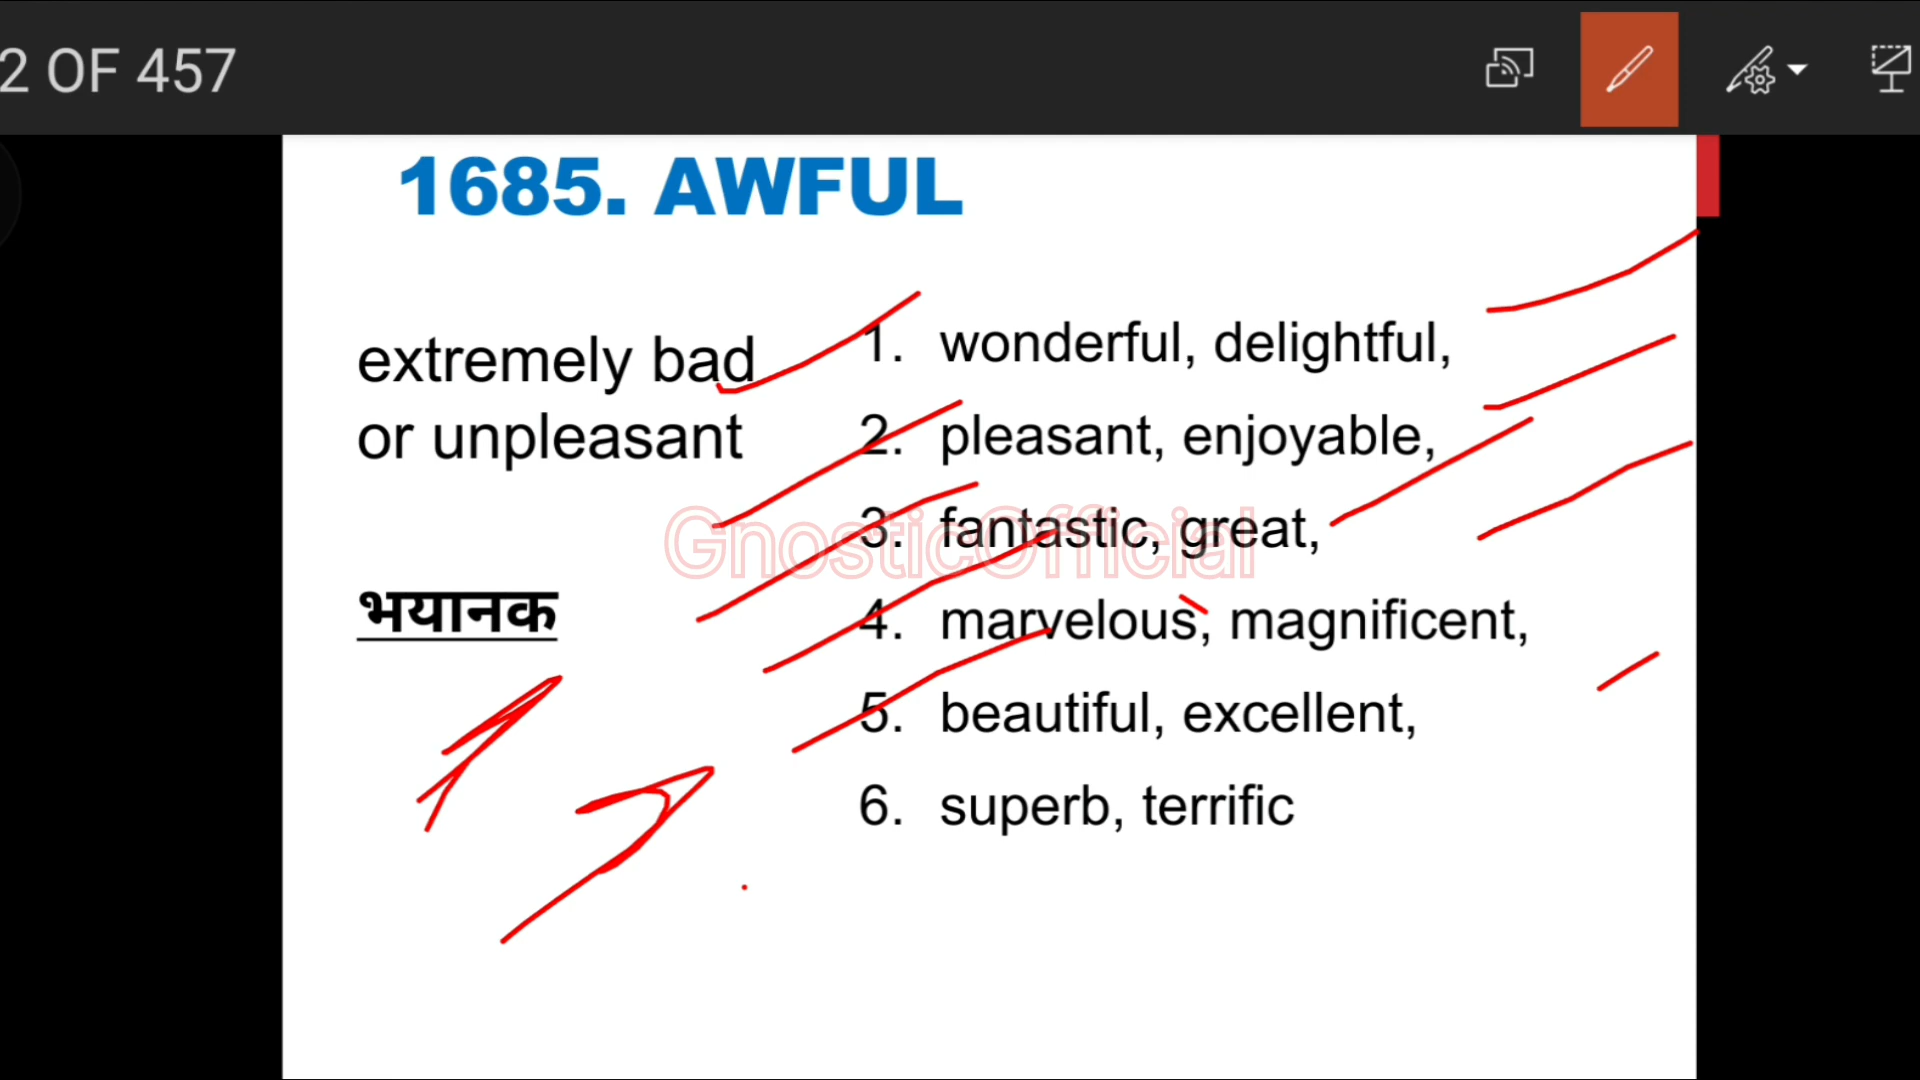 2 OF 457
1685. AWFUL
extremely bad
or unpleasant
भयानक
1. wonderful, delightful,
2. pleasant, enjoyable,
3. fantastic, great,
4. marvelous, magnificent,
5. beautiful, excellent,
6. superb, terrific
GnosticOfficial